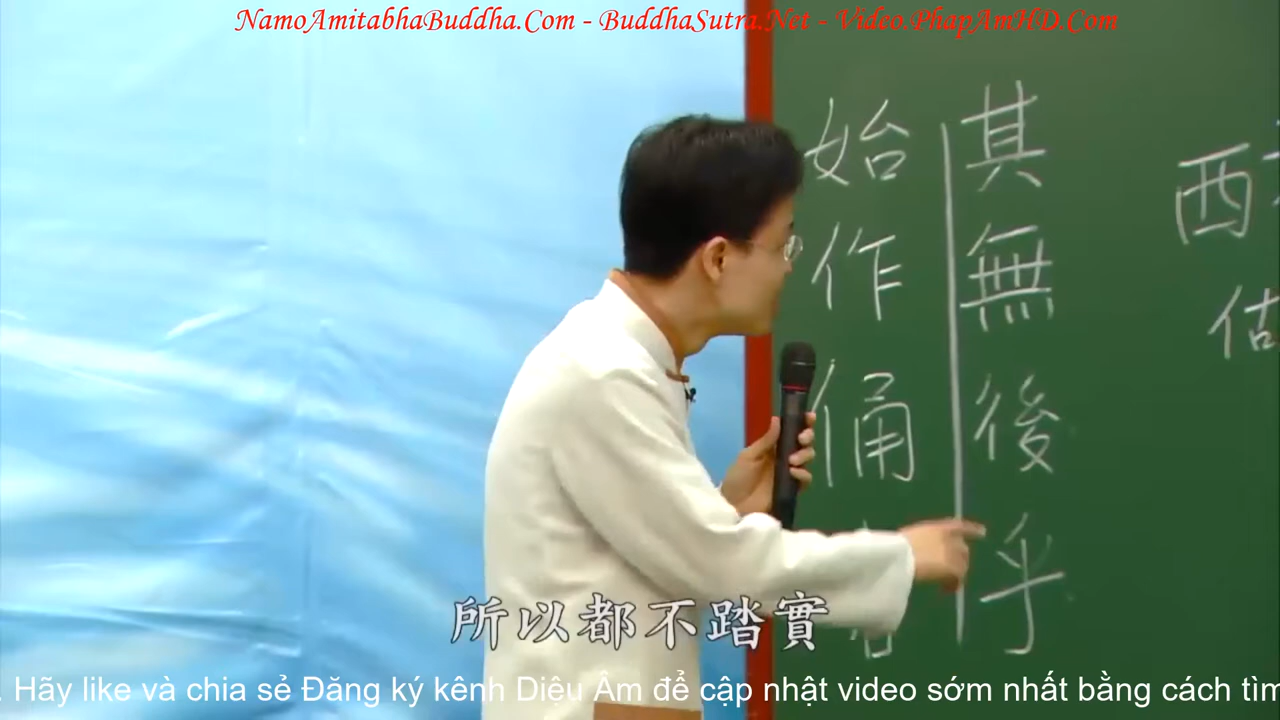 NamoAmitabhaBuddha.Com - BuddhaSutra.Net - Video.PhapAmHD.Com
始作俑者
其無後乎
西
估
所以都不踏實
. Hãy like và chia sẻ Đăng ký kênh Diệu Âm để cập nhật video sớm nhất bằng cách tìm